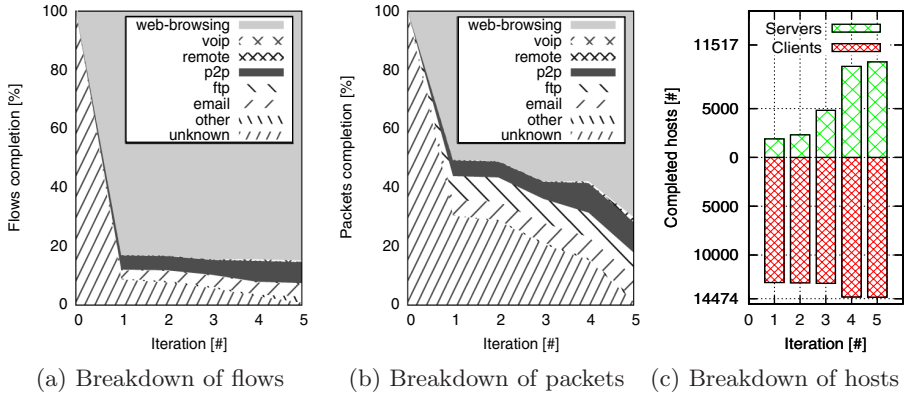 Flows completion [%]
100
80
60
40
20
0
web-browsing
voip
remote
p2p
ftp
email
other
unknown
0 1 2 3 4 5
Iteration [#]
(a) Breakdown of flows
Packets completion [%]
100
80
60
40
20
0
web-browsing
voip
remote
p2p
ftp
email
other
unknown
0 1 2 3 4 5
Iteration [#]
(b) Breakdown of packets
Completed hosts [#]
11517
5000
0
5000
10000
14474
Servers
Clients
0 1 2 3 4 5
Iteration [#]
(c) Breakdown of hosts